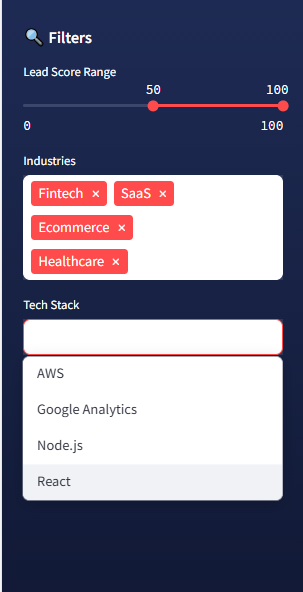 🔍 Filters
Lead Score Range
50 100
0 100
Industries
Fintech × SaaS ×
Ecommerce ×
Healthcare ×
Tech Stack
AWS
Google Analytics
Node.js
React